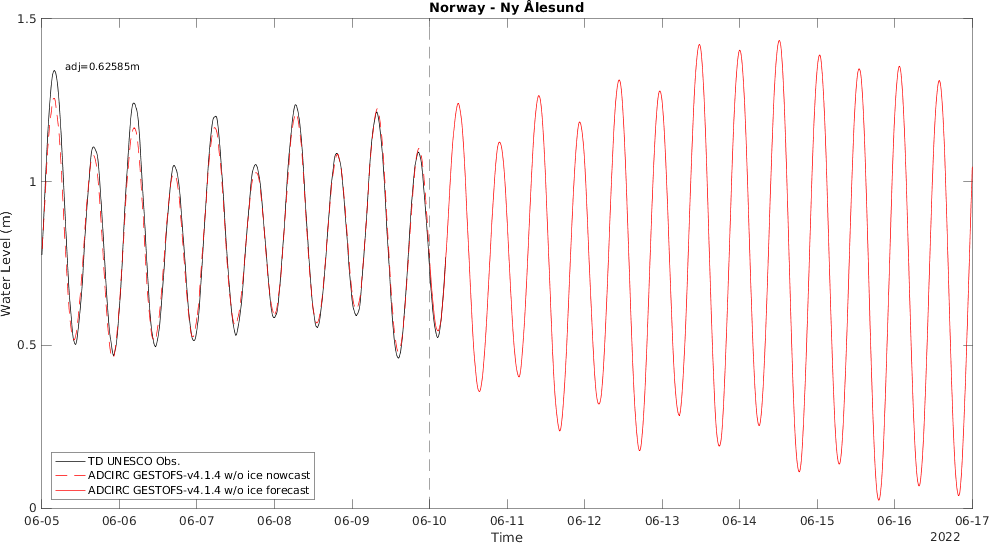 Norway - Ny Ålesund
1.5
adj=0.62585m
1
Water Level (m)
0.5
TD UNESCO Obs.
ADCIRC GESTOFS-v4.1.4 w/o ice nowcast
ADCIRC GESTOFS-v4.1.4 w/o ice forecast
0
06-05 06-06 06-07 06-08 06-09 06-10 06-11 06-12 06-13 06-14 06-15 06-16 06-17
Time
2022